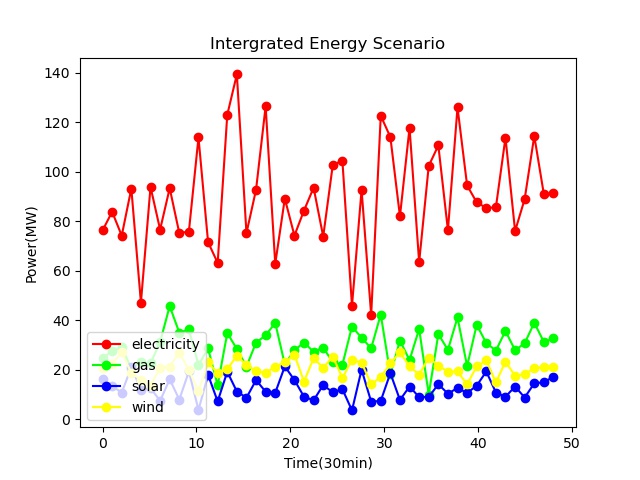 Intergrated Energy Scenario
Power(MW)
140
120
100
80
60
40
20
0
electricity
gas
solar
wind
0 10 20 30 40 50
Time(30min)